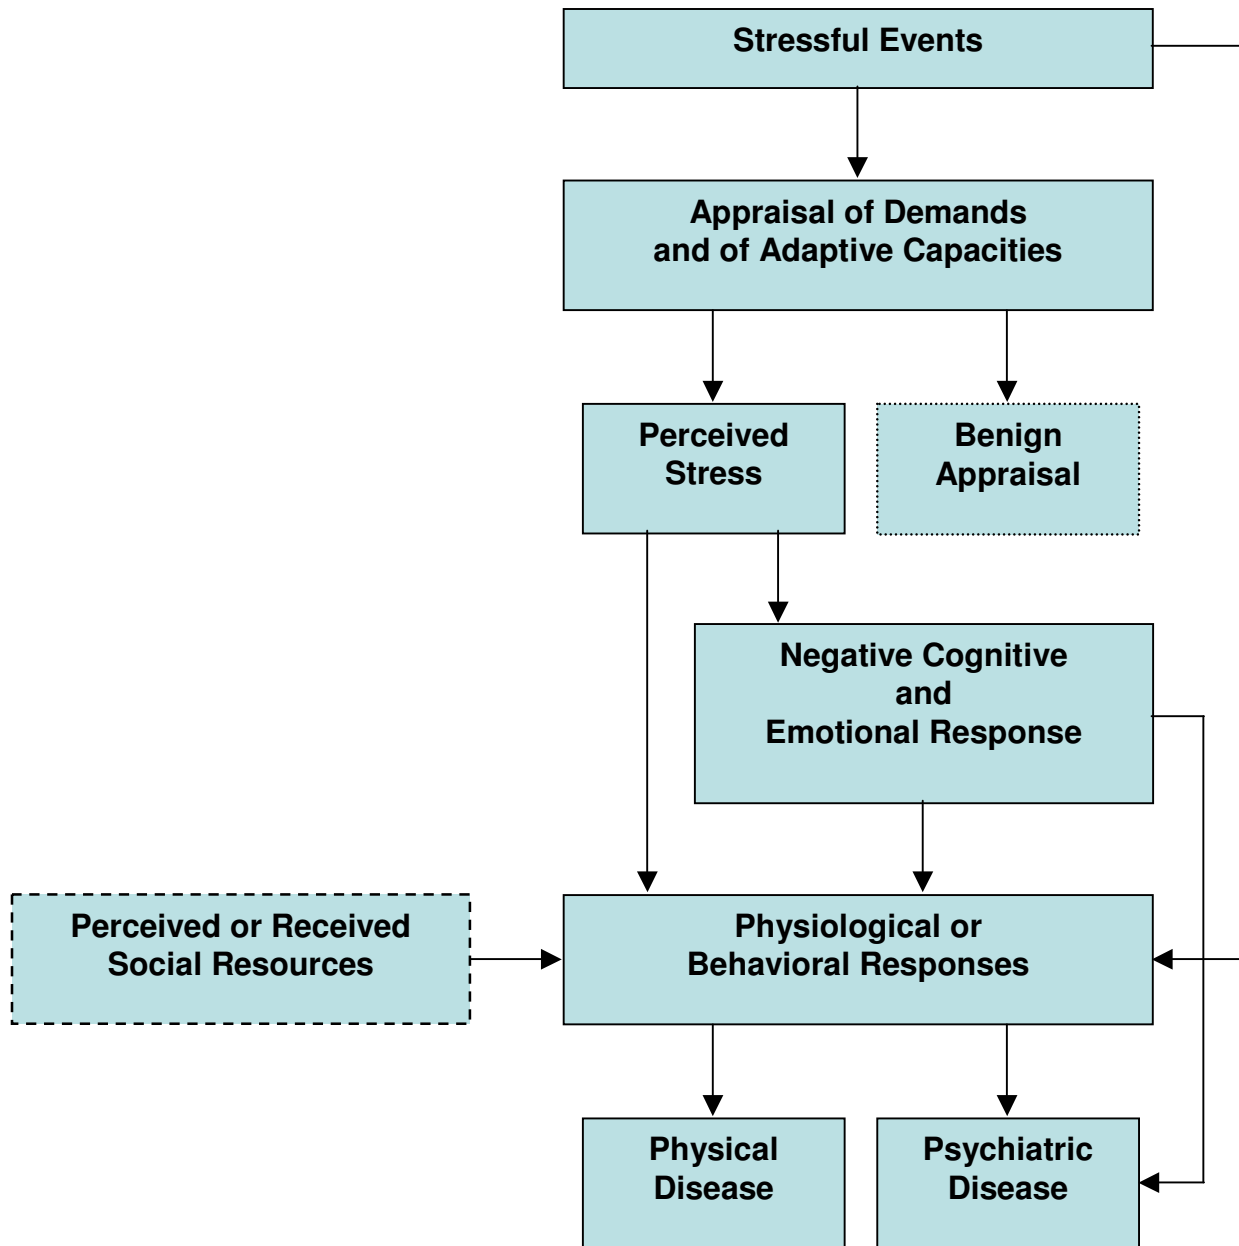 Stressful Events
Appraisal of Demands
and of Adaptive Capacities
Perceived
Stress
Benign
Appraisal
Negative Cognitive
and
Emotional Response
Perceived or Received
Social Resources
Physiological or
Behavioral Responses
Physical
Disease
Psychiatric
Disease